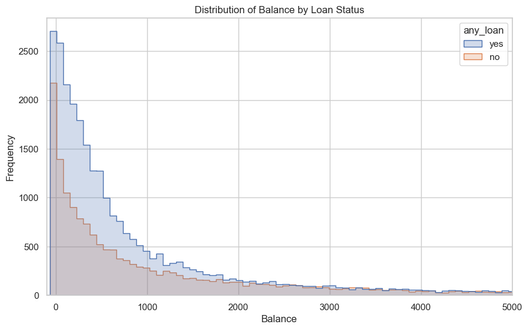 Distribution of Balance by Loan Status
any_loan
yes
no
Frequency
2500
2000
1500
1000
500
0
0 1000 2000 3000 4000 5000
Balance